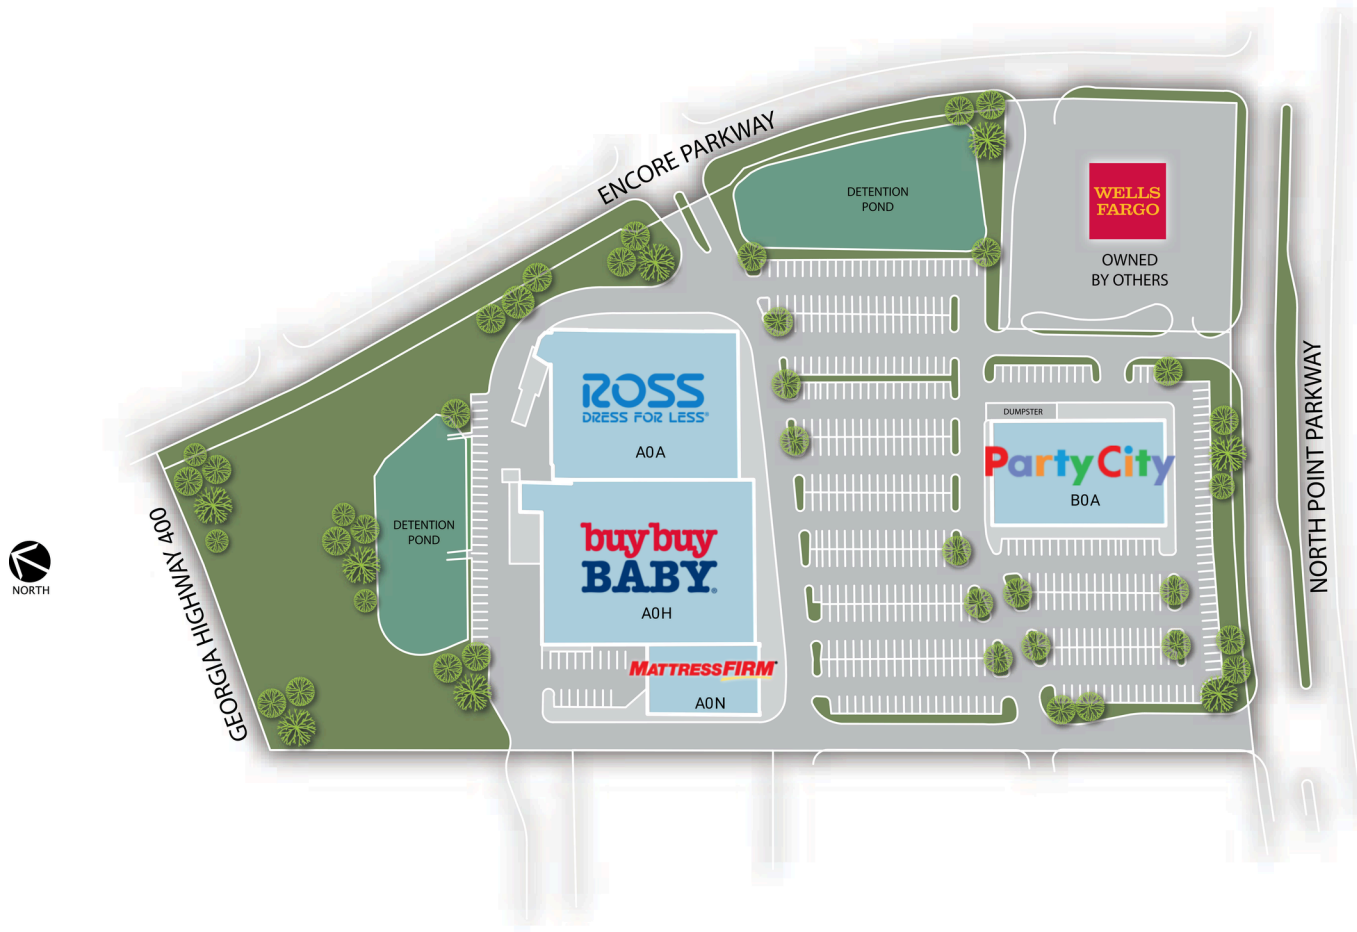 ENCORE PARKWAY
DETENTION
POND
WELLS
FARGO
OWNED
BY OTHERS
ROSS
DRESS FOR LESS®
A0A
DUMPSTER
Party City
B0A
NORTH POINT PARKWAY
DETENTION
POND
buy buy
BABY®
A0H
MATTRESSFIRM
A0N
GEORGIA HIGHWAY 400
NORTH